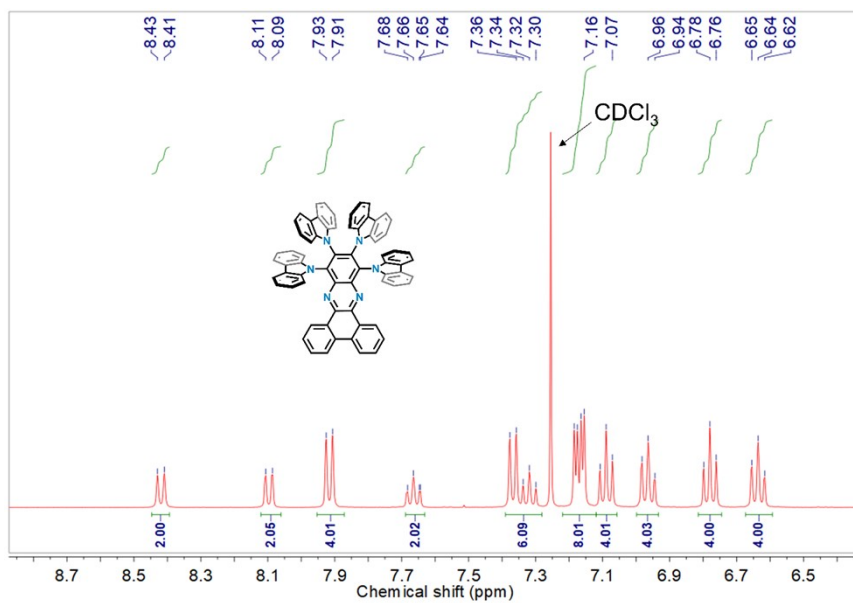 8.43 8.41 8.11 8.09 7.93 7.91 7.68 7.66 7.65 7.64 7.36 7.34 7.32 7.30 7.16 7.07 6.96 6.94 6.78 6.76 6.65 6.64 6.62
CDCl3
N N
N N
N N
2.00 2.05 4.01 2.02 6.09 8.01 4.01 4.03 4.00 4.00
8.7 8.5 8.3 8.1 7.9 7.7 7.5 7.3 7.1 6.9 6.7 6.5
Chemical shift (ppm)